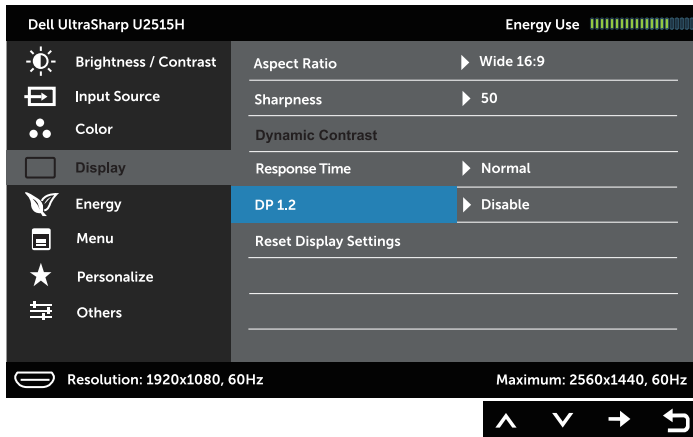 Dell UltraSharp U2515H
Energy Use
Brightness / Contrast
Input Source
Color
Display
Energy
Menu
Personalize
Others
Aspect Ratio Wide 16:9
Sharpness 50
Dynamic Contrast
Response Time Normal
DP 1.2 Disable
Reset Display Settings
Resolution: 1920x1080, 60Hz
Maximum: 2560x1440, 60Hz